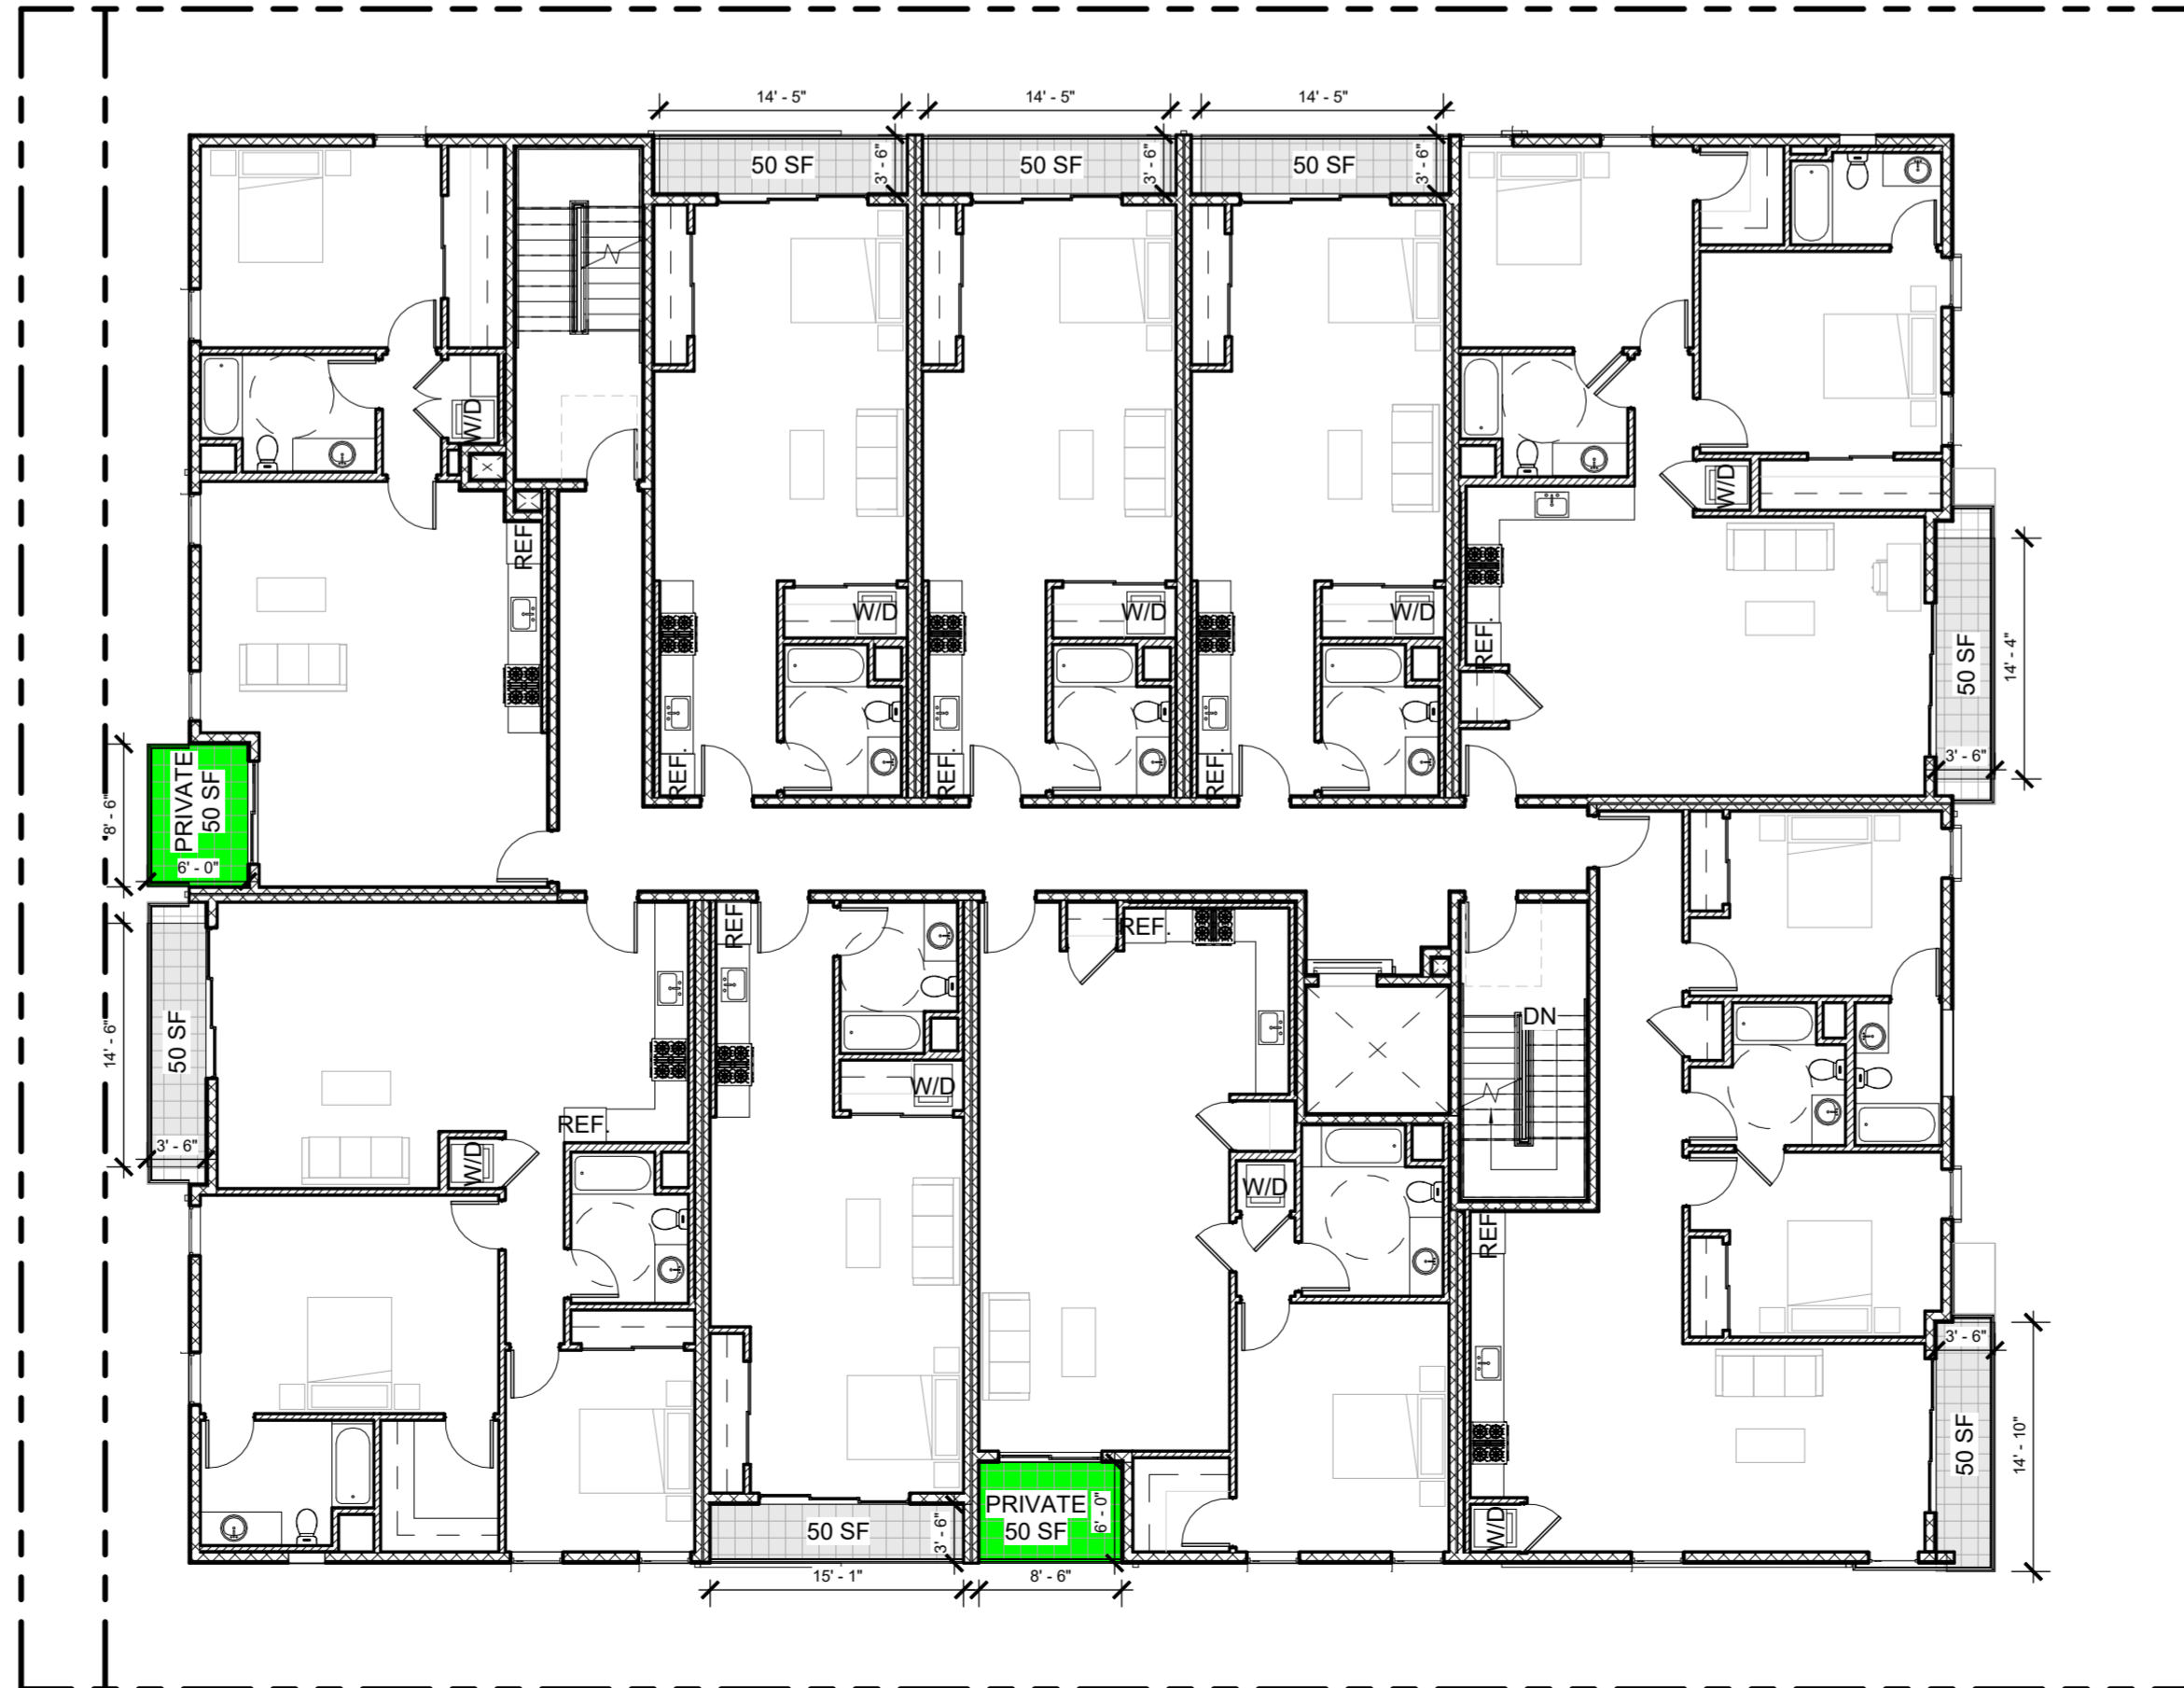 14' - 5"
14' - 5"
14' - 5"
50 SF
3' - 6"
50 SF
3' - 6"
50 SF
3' - 6"
W/D
W/D
REF
W/D
W/D
W/D
REF
50 SF
14' - 4"
3' - 6"
PRIVATE
50 SF
8' - 6"
6' - 0"
REF
REF
REF
REF
REF.
50 SF
14' - 6"
3' - 6"
DN
W/D
REF.
W/D
W/D
REF
3' - 6"
50 SF
14' - 10"
PRIVATE
50 SF
6' - 0"
50 SF
3' - 6"
W/D
15' - 1"
8' - 6"